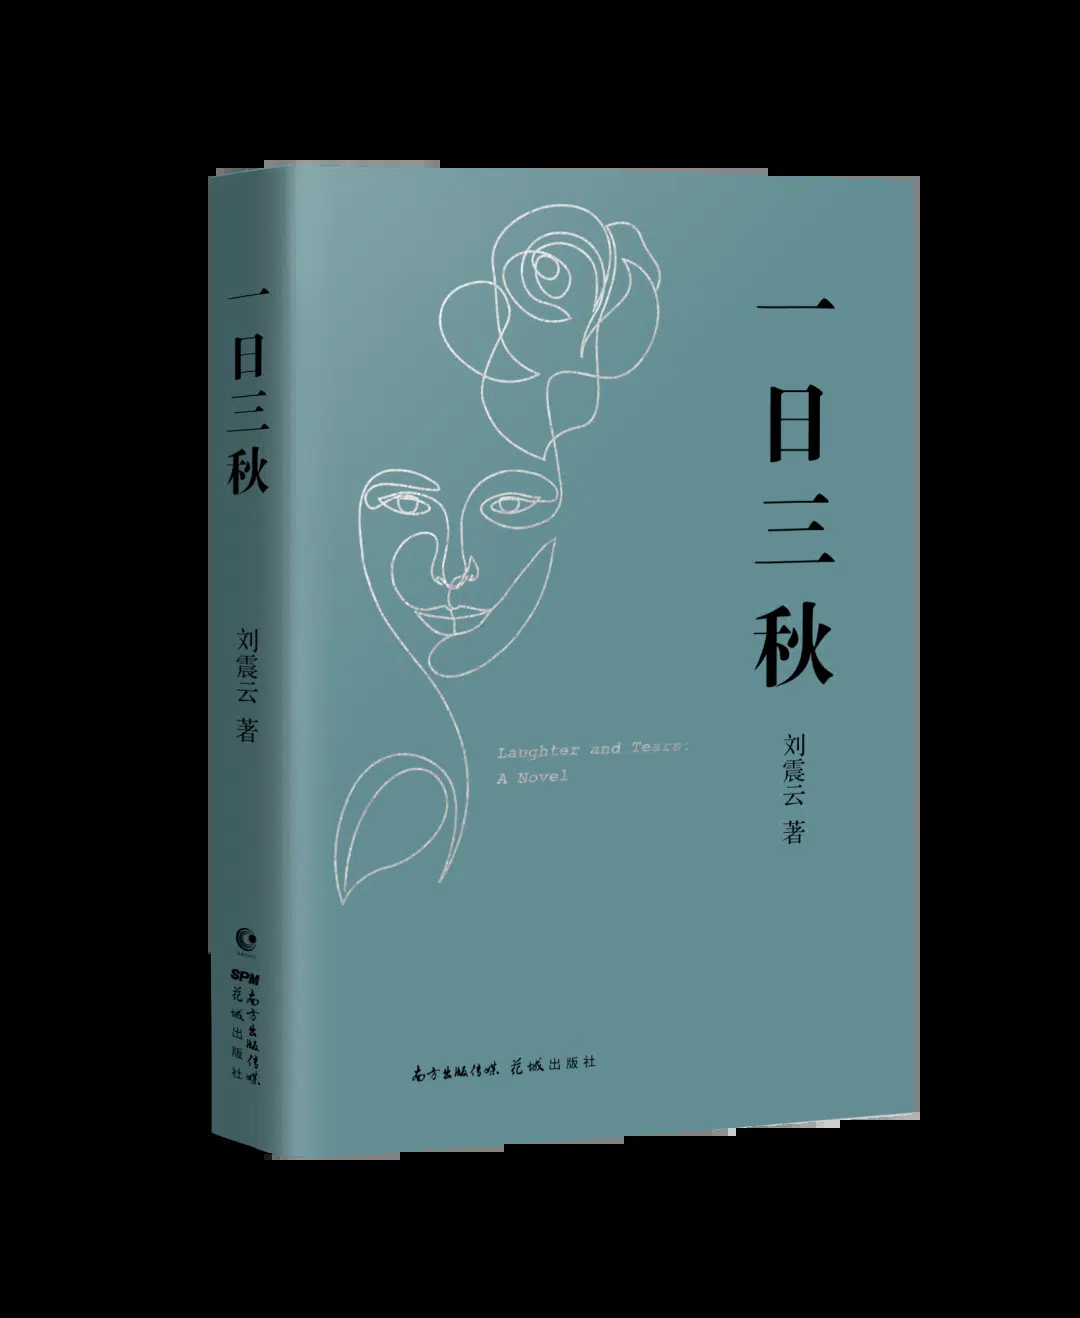 一日三秋
刘震云 著
SPM
南方出版传媒
花城出版社
一日三秋
刘震云 著
Laughter and Tears:
A Novel
南方出版传媒 花城出版社